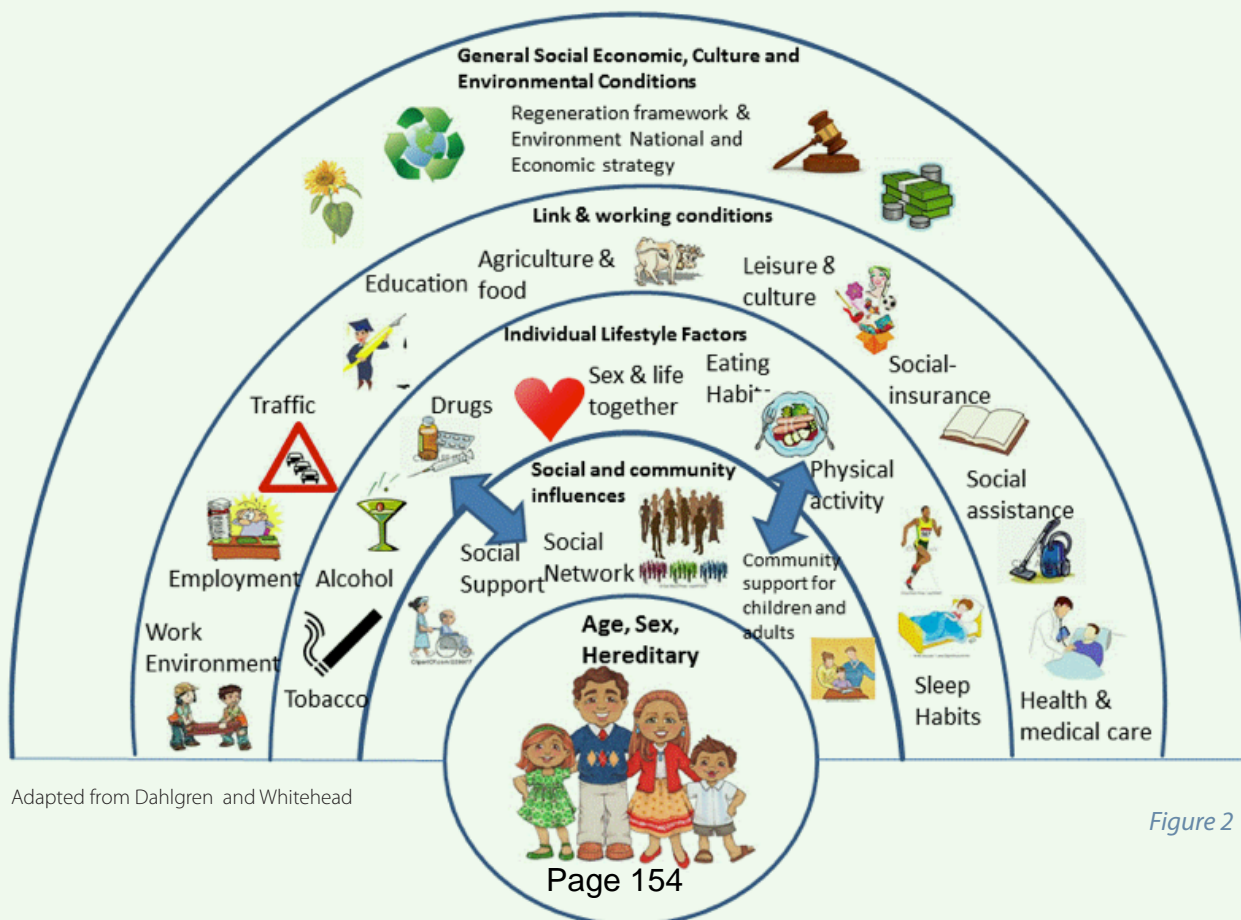 General Social Economic, Culture and
Environmental Conditions
Regeneration framework &
Environment National and
Economic strategy
Link & working conditions
Education
Agriculture &
food
Leisure &
culture
Individual Lifestyle Factors
Traffic
Drugs
Sex & life
together
Eating
Social-
insurance
Social and community
influences
Physical
activity
Social
assistance
Employment
Alcohol
Social
Support
Social
Network
Community
support for
children and
adults
Work
Environment
Tobacco
Age, Sex,
Hereditary
Sleep
Habits
Health &
medical care
Adapted from Dahlgren and Whitehead
Figure 2
Page 154